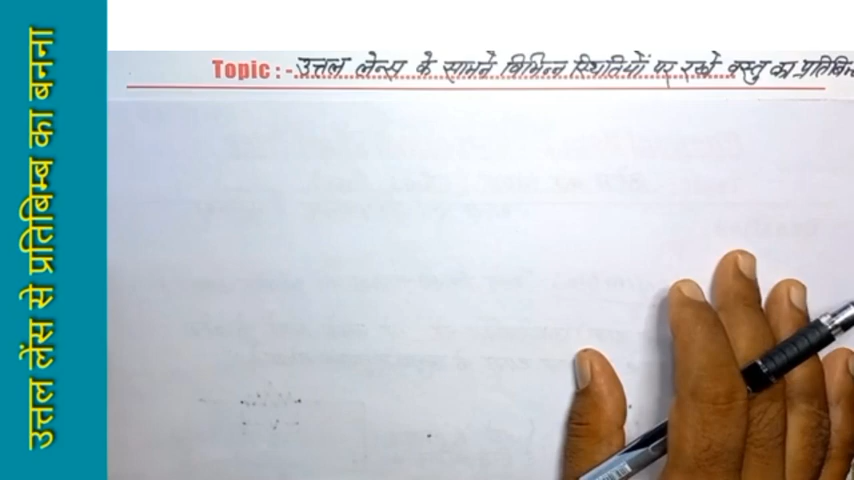 उत्तल लेंस से प्रतिबिम्ब का बनना
Topic : - उत्तल लेन्स के सामने विभिन्न स्थितियों पर रखे वस्तु का